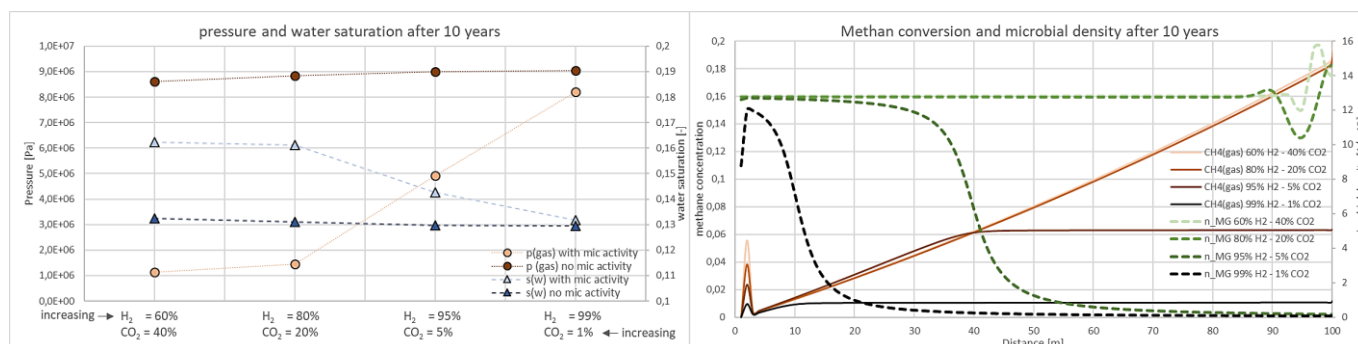 pressure and water saturation after 10 years
1,0E+07
9,0E+06
8,0E+06
7,0E+06
6,0E+06
5,0E+06
4,0E+06
3,0E+06
2,0E+06
1,0E+06
0,0E+00
Pressure [Pa]
0,2
0,19
0,18
0,17
0,16
0,15
0,14
0,13
0,12
0,11
0,1
water saturation [-]
p(gas) with mic activity
p (gas) no mic activity
s(w) with mic activity
s(w) no mic activity
increasing → H₂ = 60% H₂ = 80% H₂ = 95% H₂ = 99%
CO₂ = 40% CO₂ = 20% CO₂ = 5% CO₂ = 1% ← increasing
Methan conversion and microbial density after 10 years
0,2
0,18
0,16
0,14
0,12
0,1
0,08
0,06
0,04
0,02
0
methane concentration
16
14
12
10
8
6
4
2
0
CH4(gas) 60% H2 - 40% CO2
CH4(gas) 80% H2 - 20% CO2
CH4(gas) 95% H2 - 5% CO2
CH4(gas) 99% H2 - 1% CO2
n_MG 60% H2 - 40% CO2
n_MG 80% H2 - 20% CO2
n_MG 95% H2 - 5% CO2
n_MG 99% H2 - 1% CO2
0 10 20 30 40 50 60 70 80 90 100
Distance [m]